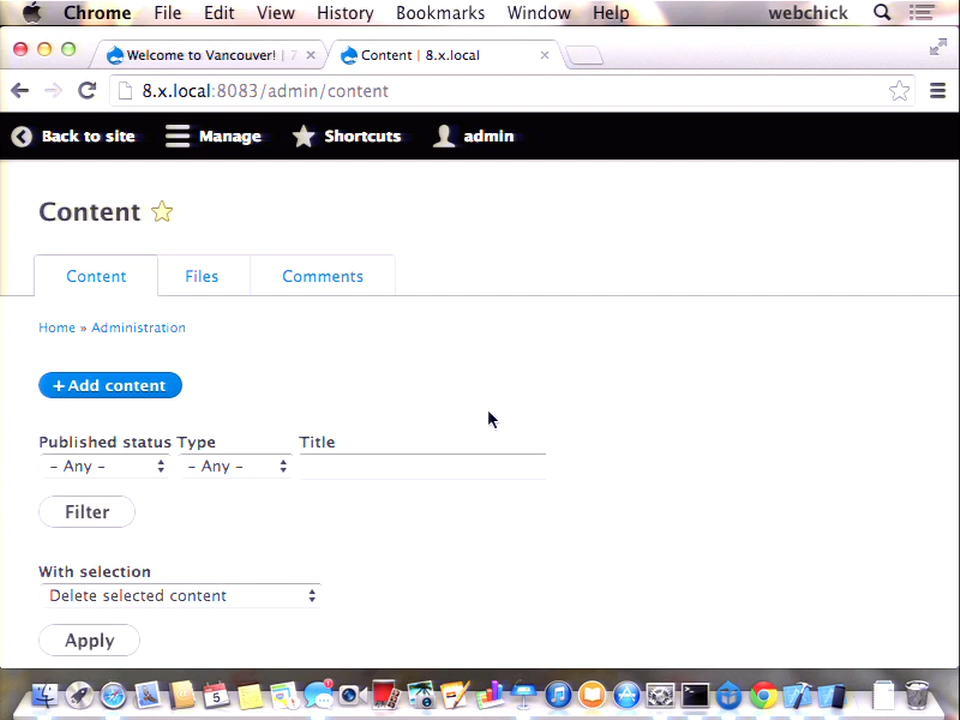 Chrome File Edit View History Bookmarks Window Help webchick
Welcome to Vancouver! | 7
Content | 8.x.local
8.x.local:8083/admin/content
Back to site Manage Shortcuts admin
Content
Content Files Comments
Home » Administration
+ Add content
Published status Type Title
– Any – – Any –
Filter
With selection
Delete selected content
Apply
5